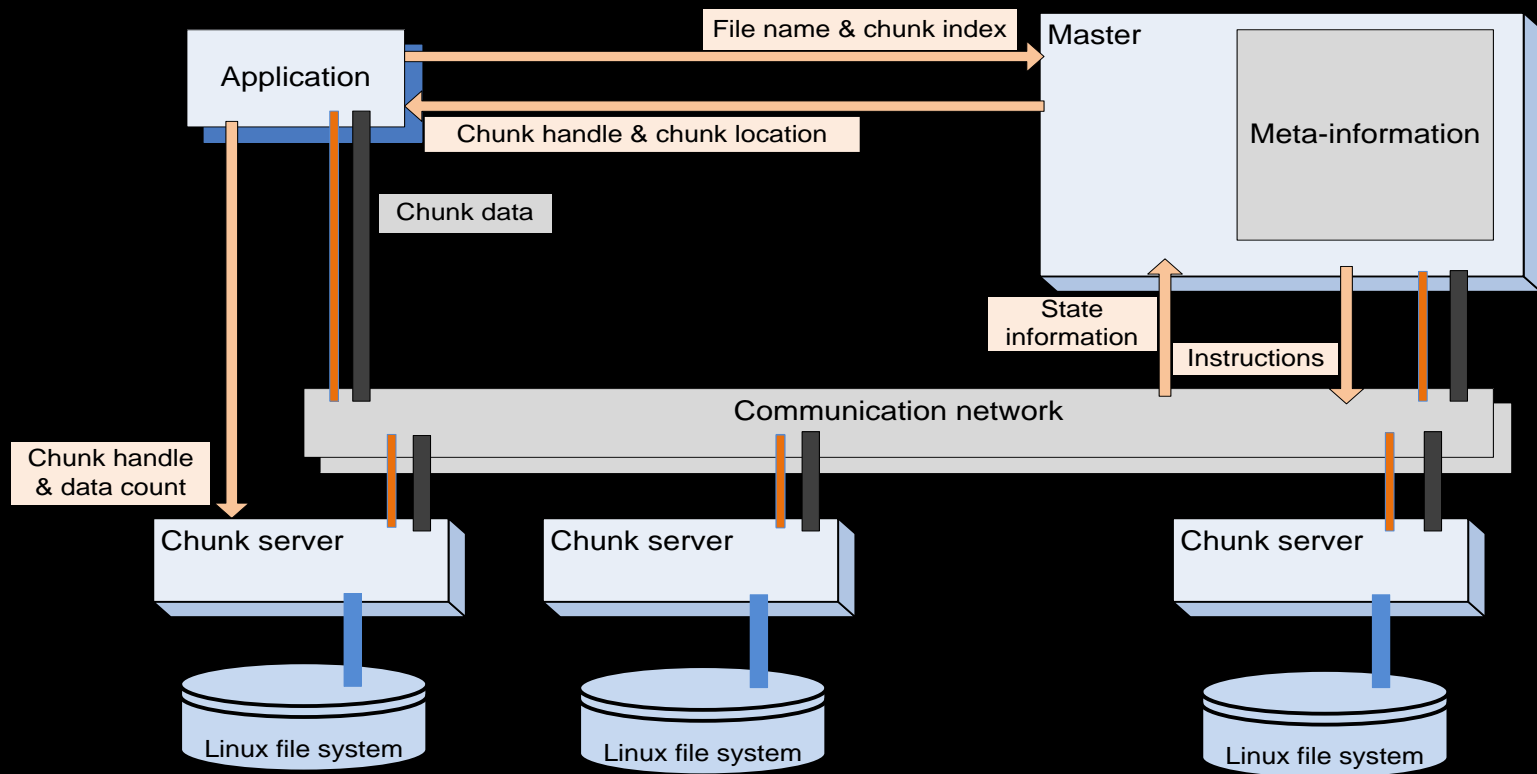 File name & chunk index
Master
Application
Chunk handle & chunk location
Meta-information
Chunk data
State
information
Instructions
Communication network
Chunk handle
& data count
Chunk server
Chunk server
Chunk server
Linux file system
Linux file system
Linux file system